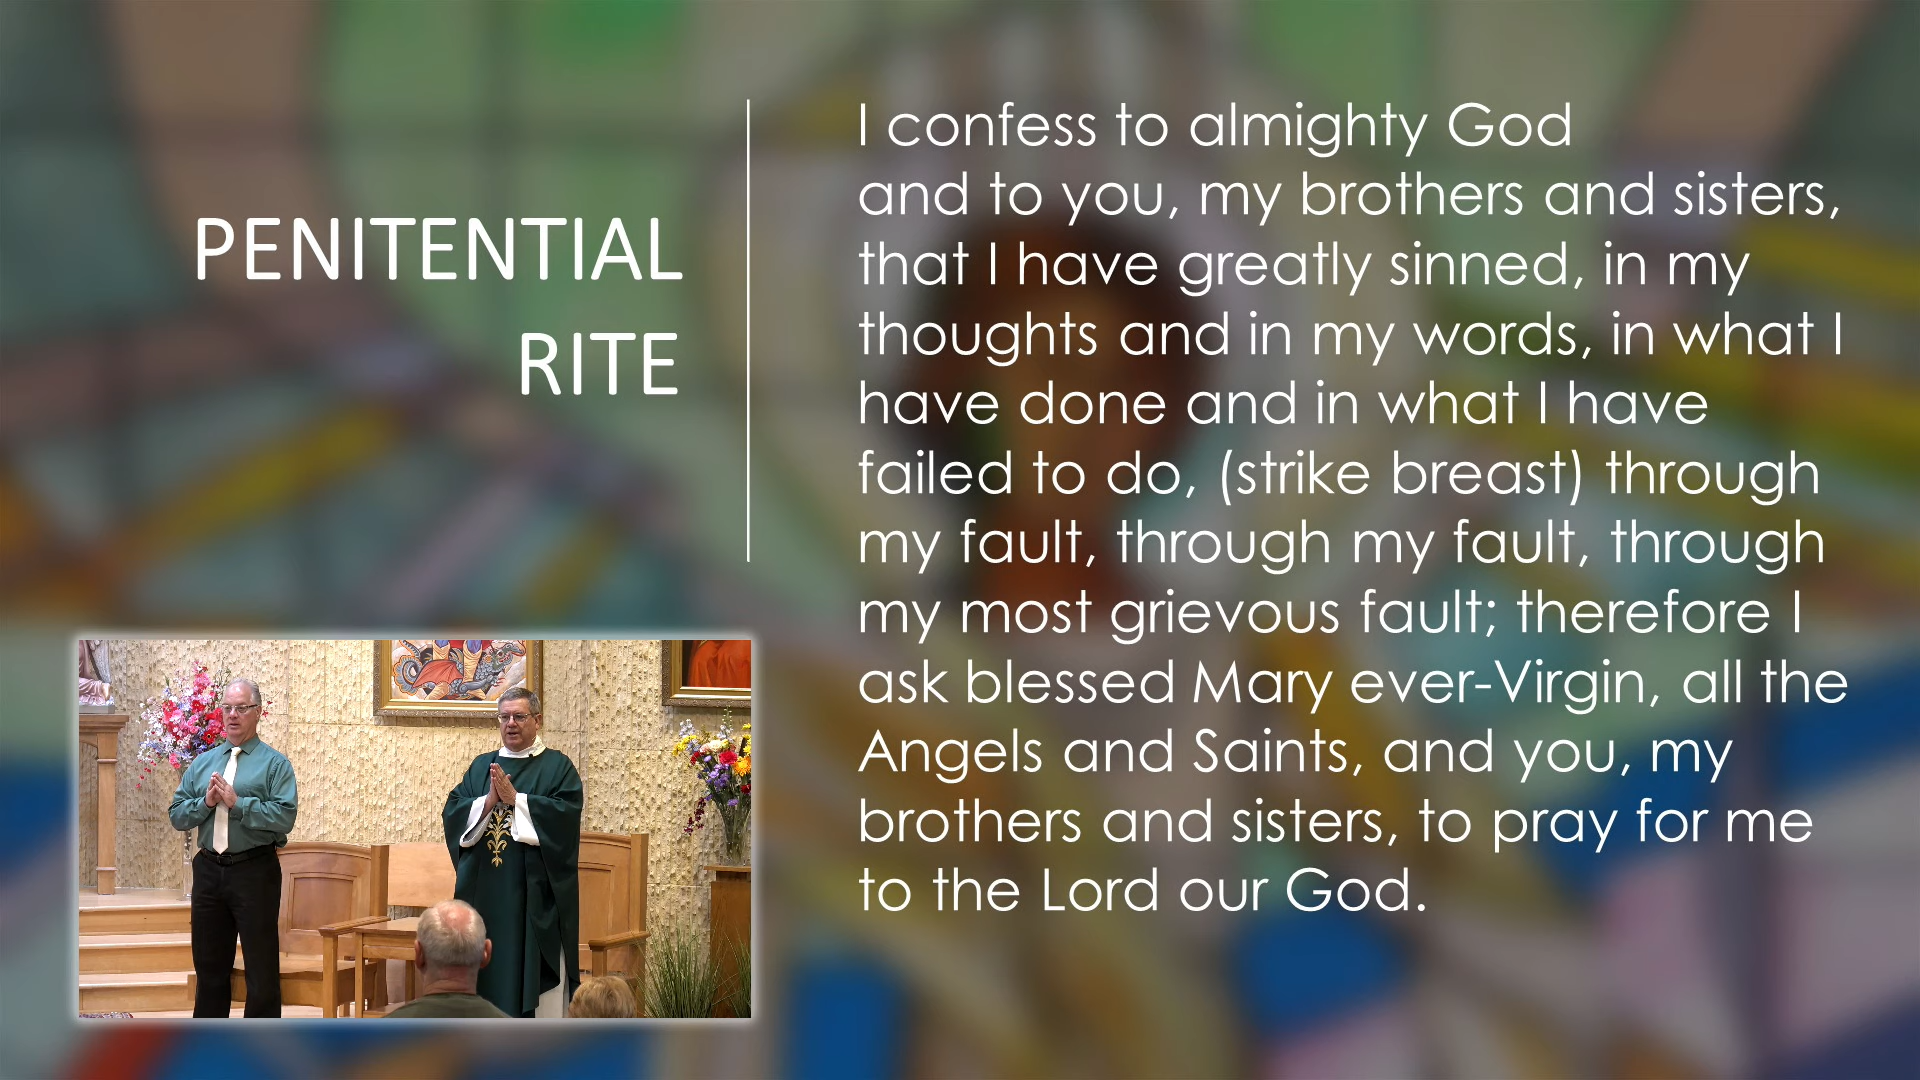 PENITENTIAL
RITE
I confess to almighty God
and to you, my brothers and sisters,
that I have greatly sinned, in my
thoughts and in my words, in what I
have done and in what I have
failed to do, (strike breast) through
my fault, through my fault, through
my most grievous fault; therefore I
ask blessed Mary ever-Virgin, all the
Angels and Saints, and you, my
brothers and sisters, to pray for me
to the Lord our God.